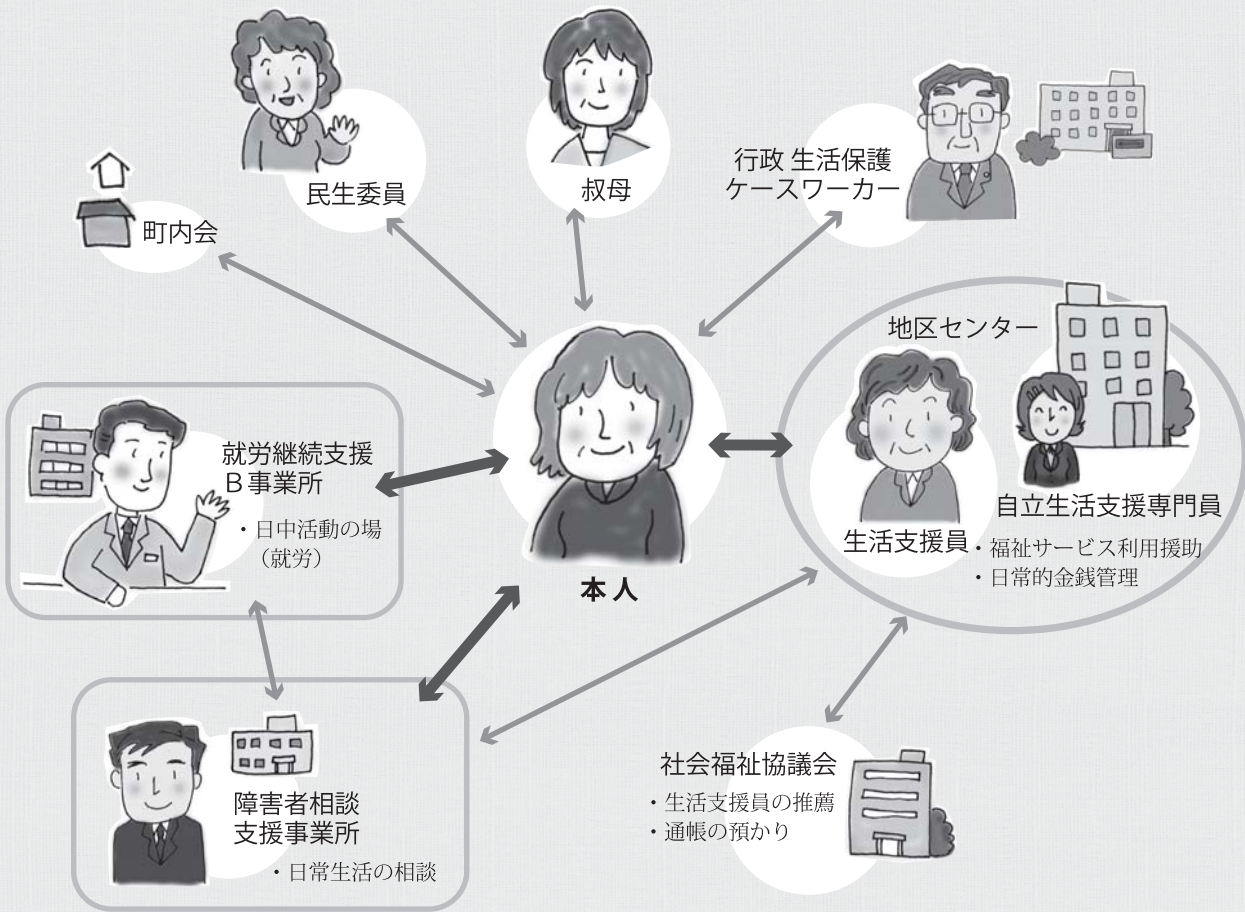 民生委員
叔母
行政 生活保護
ケースワーカー
町内会
地区センター
就労継続支援
B事業所
・日中活動の場
(就労)
自立生活支援専門員
生活支援員
・福祉サービス利用援助
・日常的金銭管理
本人
社会福祉協議会
・生活支援員の推薦
・通帳の預かり
障害者相談
支援事業所
・日常生活の相談